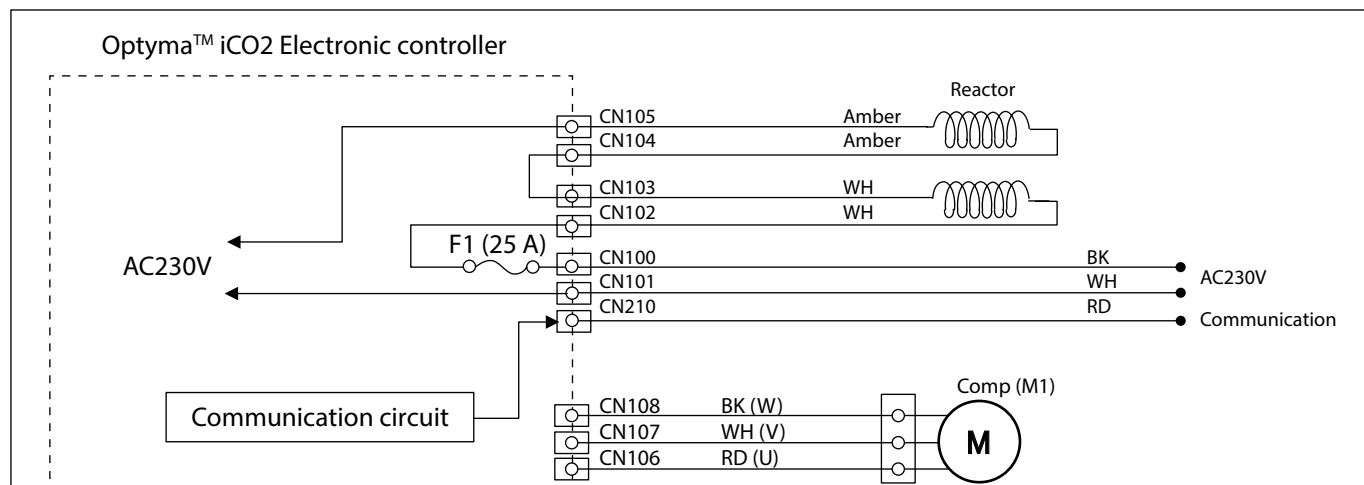 Optyma™ iCO2 Electronic controller
Reactor
CN105 Amber
CN104 Amber
CN103 WH
CN102 WH
F1 (25 A)
CN100 BK
AC230V
CN101 WH
AC230V
CN210 RD
Communication
Comp (M1)
Communication circuit
CN108 BK (W)
CN107 WH (V)
M
CN106 RD (U)